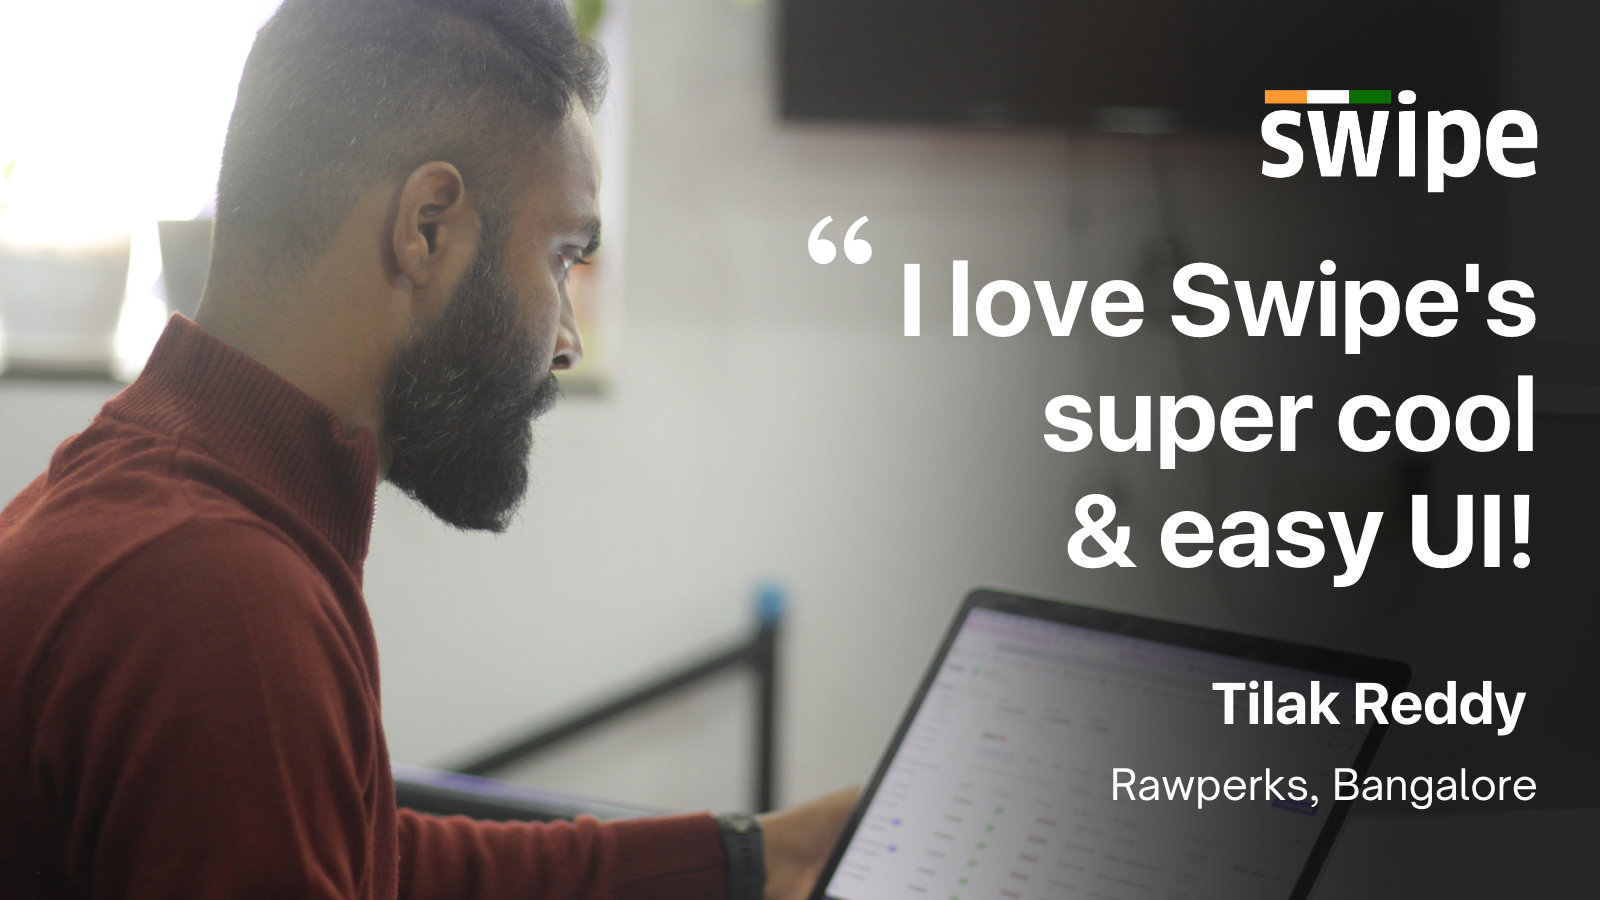 swipe
“ I love Swipe's
super cool
& easy UI!
Tilak Reddy
Rawperks, Bangalore